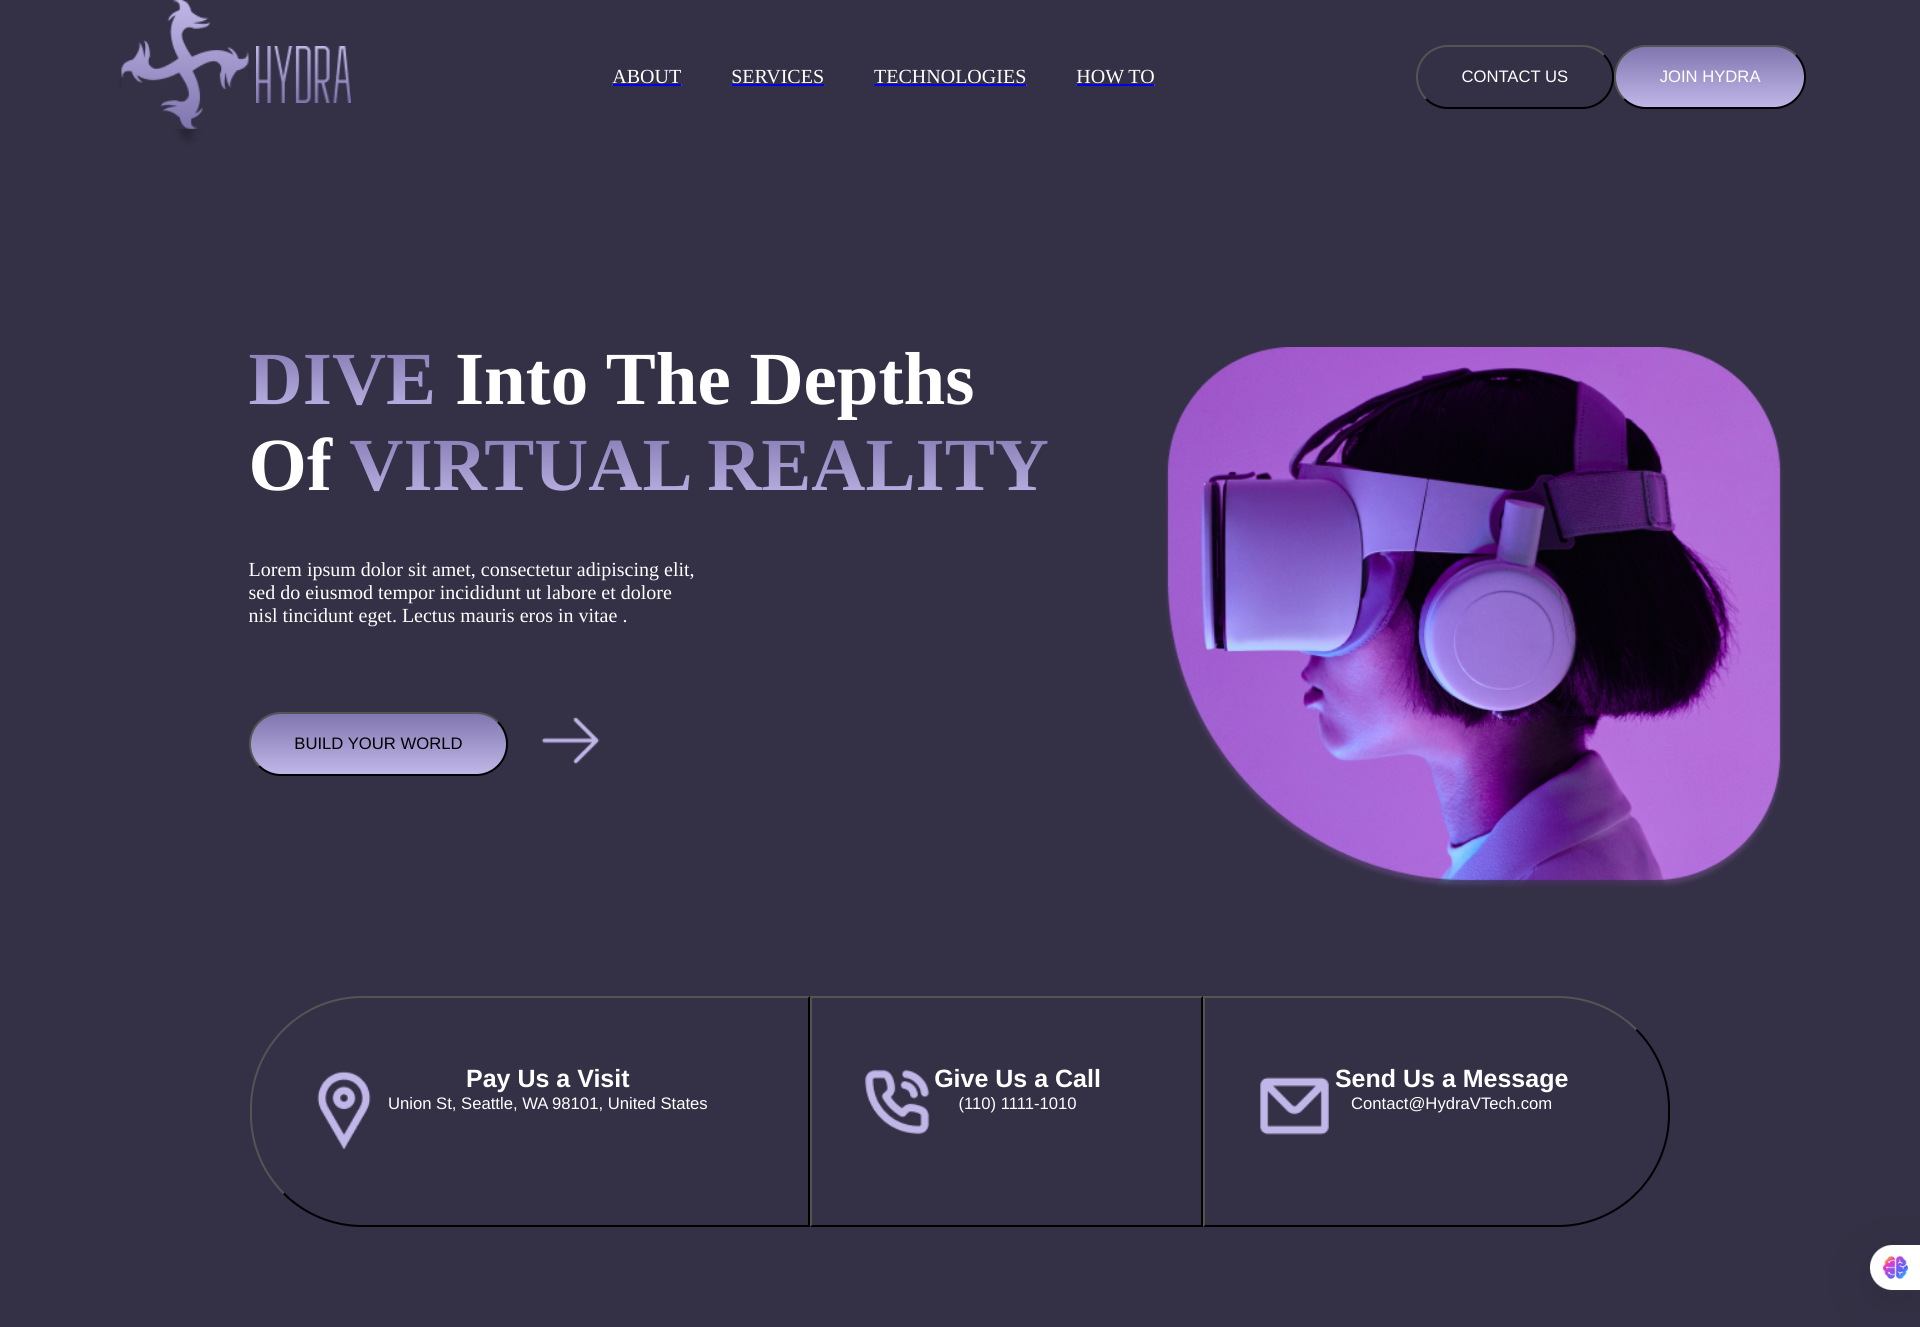 HYDRA
ABOUT
SERVICES
TECHNOLOGIES
HOW TO
CONTACT US
JOIN HYDRA
DIVE Into The Depths
Of VIRTUAL REALITY
Lorem ipsum dolor sit amet, consectetur adipiscing elit,
sed do eiusmod tempor incididunt ut labore et dolore
nisl tincidunt eget. Lectus mauris eros in vitae .
BUILD YOUR WORLD
Pay Us a Visit
Union St, Seattle, WA 98101, United States
Give Us a Call
(110) 1111-1010
Send Us a Message
Contact@HydraVTech.com